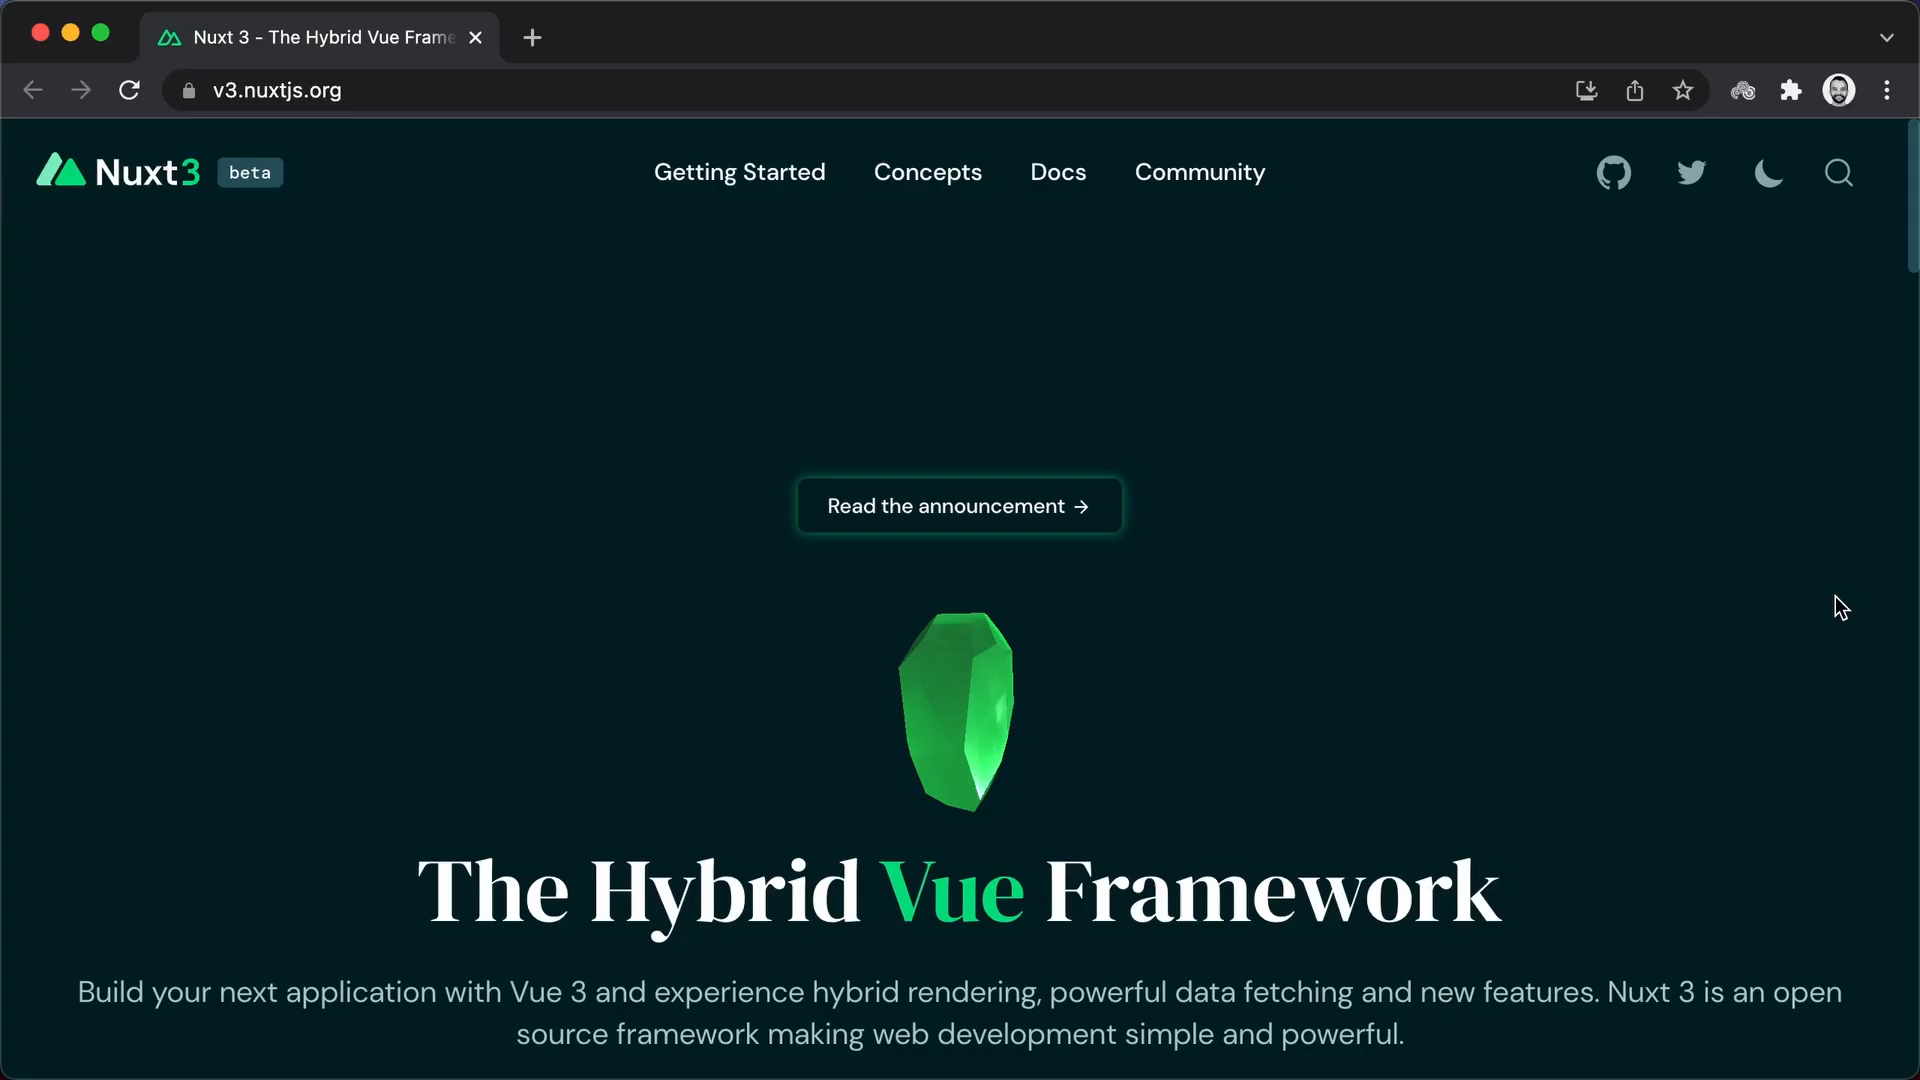 Nuxt 3 - The Hybrid Vue Frame
v3.nuxtjs.org
Nuxt3 beta
Getting Started Concepts Docs Community
Read the announcement →
The Hybrid Vue Framework
Build your next application with Vue 3 and experience hybrid rendering, powerful data fetching and new features. Nuxt 3 is an open
source framework making web development simple and powerful.